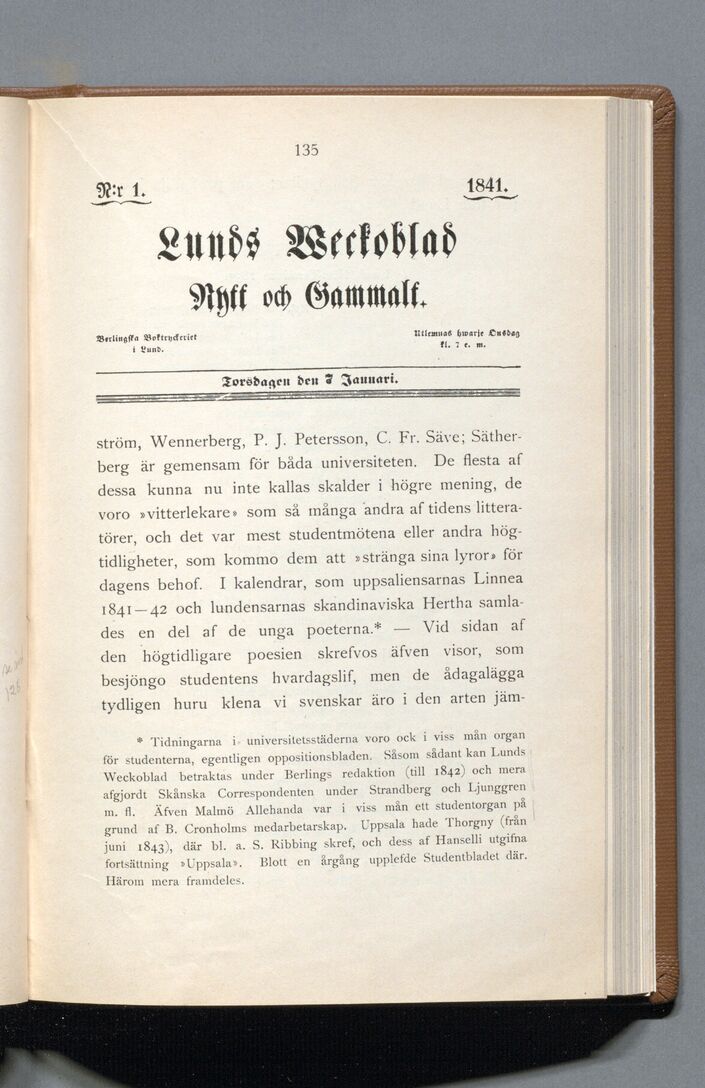 135
N:r 1.
1841.
Lunds Weckoblad
Nytt och Gammalt.
Berlingska Boktryckeriet
i Lund.
Utlemnas hwarje Onsdag
kl. 7 e. m.
Torsdagen den 7 Januari.
ström, Wennerberg, P. J. Petersson, C. Fr. Säve; Säther-
berg är gemensam för båda universiteten. De flesta af
dessa kunna nu inte kallas skalder i högre mening, de
voro »vitterlekare» som så många andra af tidens littera-
törer, och det var mest studentmötena eller andra hög-
tidligheter, som kommo dem att »stränga sina lyror» för
dagens behof. I kalendrar, som uppsaliensarnas Linnea
1841—42 och lundensarnas skandinaviska Hertha samla-
des en del af de unga poeterna.* — Vid sidan af
den högtidligare poesien skrefvos äfven visor, som
besjöngo studentens hvardagslif, men de ådagalägga
tydligen huru klena vi svenskar äro i den arten jäm-
* Tidningarna i universitetsstäderna voro ock i viss mån organ
för studenterna, egentligen oppositionsbladen. Såsom sådant kan Lunds
Weckoblad betraktas under Berlings redaktion (till 1842) och mera
afgjordt Skånska Correspondenten under Strandberg och Ljunggren
m. fl. Äfven Malmö Allehanda var i viss mån ett studentorgan på
grund af B. Cronholms medarbetarskap. Uppsala hade Thorgny (från
juni 1843), där bl. a. S. Ribbing skref, och dess af Hanselli utgifna
fortsättning »Uppsala». Blott en årgång upplefde Studentbladet där.
Härom mera framdeles.
126